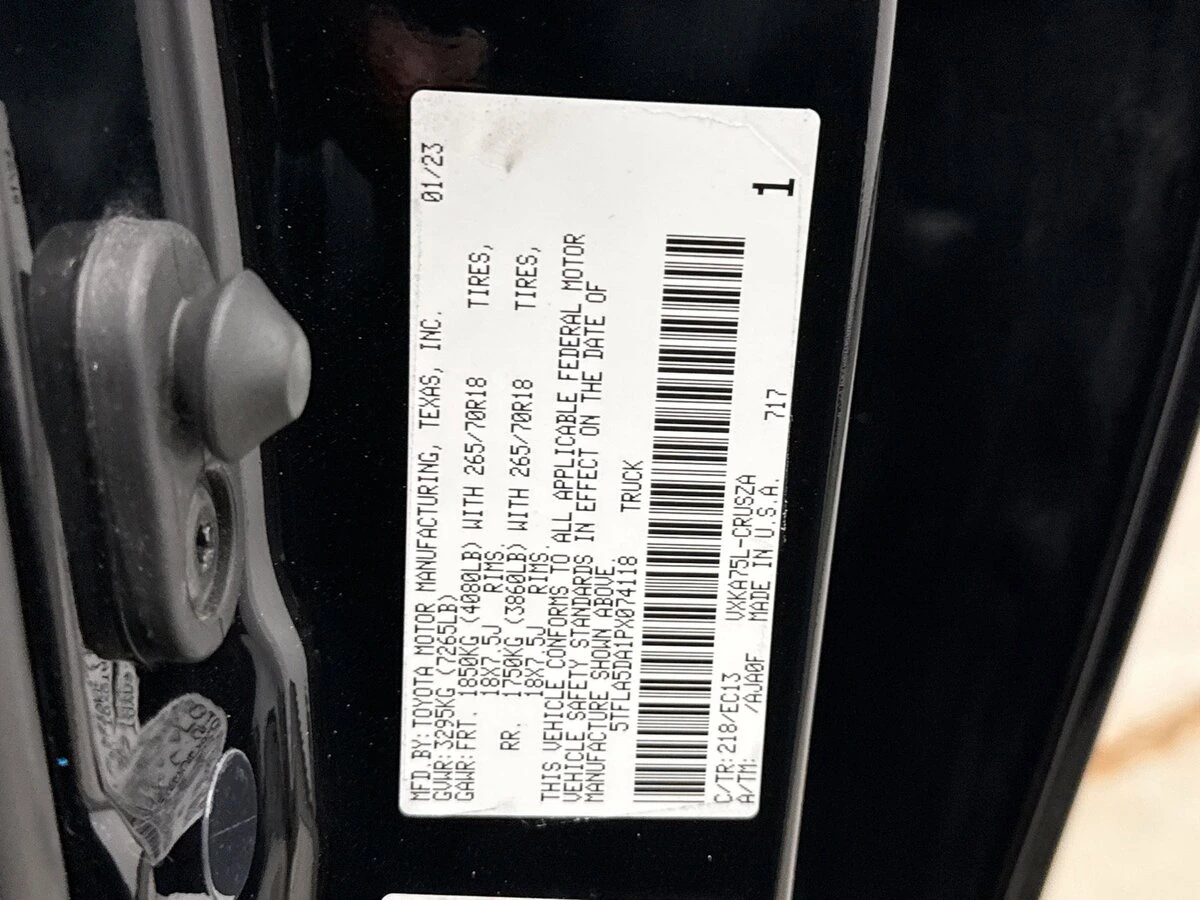 MFD.BY:TOYOTA MOTOR MANUFACTURING, TEXAS, INC. 01/23
GVWR:3295KG (7265LB)
GAWR:FRT. 1850KG (4080LB) WITH 265/70R18 TIRES,
18X7.5J RIMS.
RR. 1750KG (3860LB) WITH 265/70R18 TIRES,
18X7.5J RIMS.
THIS VEHICLE CONFORMS TO ALL APPLICABLE FEDERAL MOTOR
VEHICLE SAFETY STANDARDS IN EFFECT ON THE DATE OF
MANUFACTURE SHOWN ABOVE.
5TFLA5DA1PX074118 TRUCK
C/TR:218/EC13 VXKA75L-CRUSZA
A/TM: /AJA0F MADE IN U.S.A. 717
1